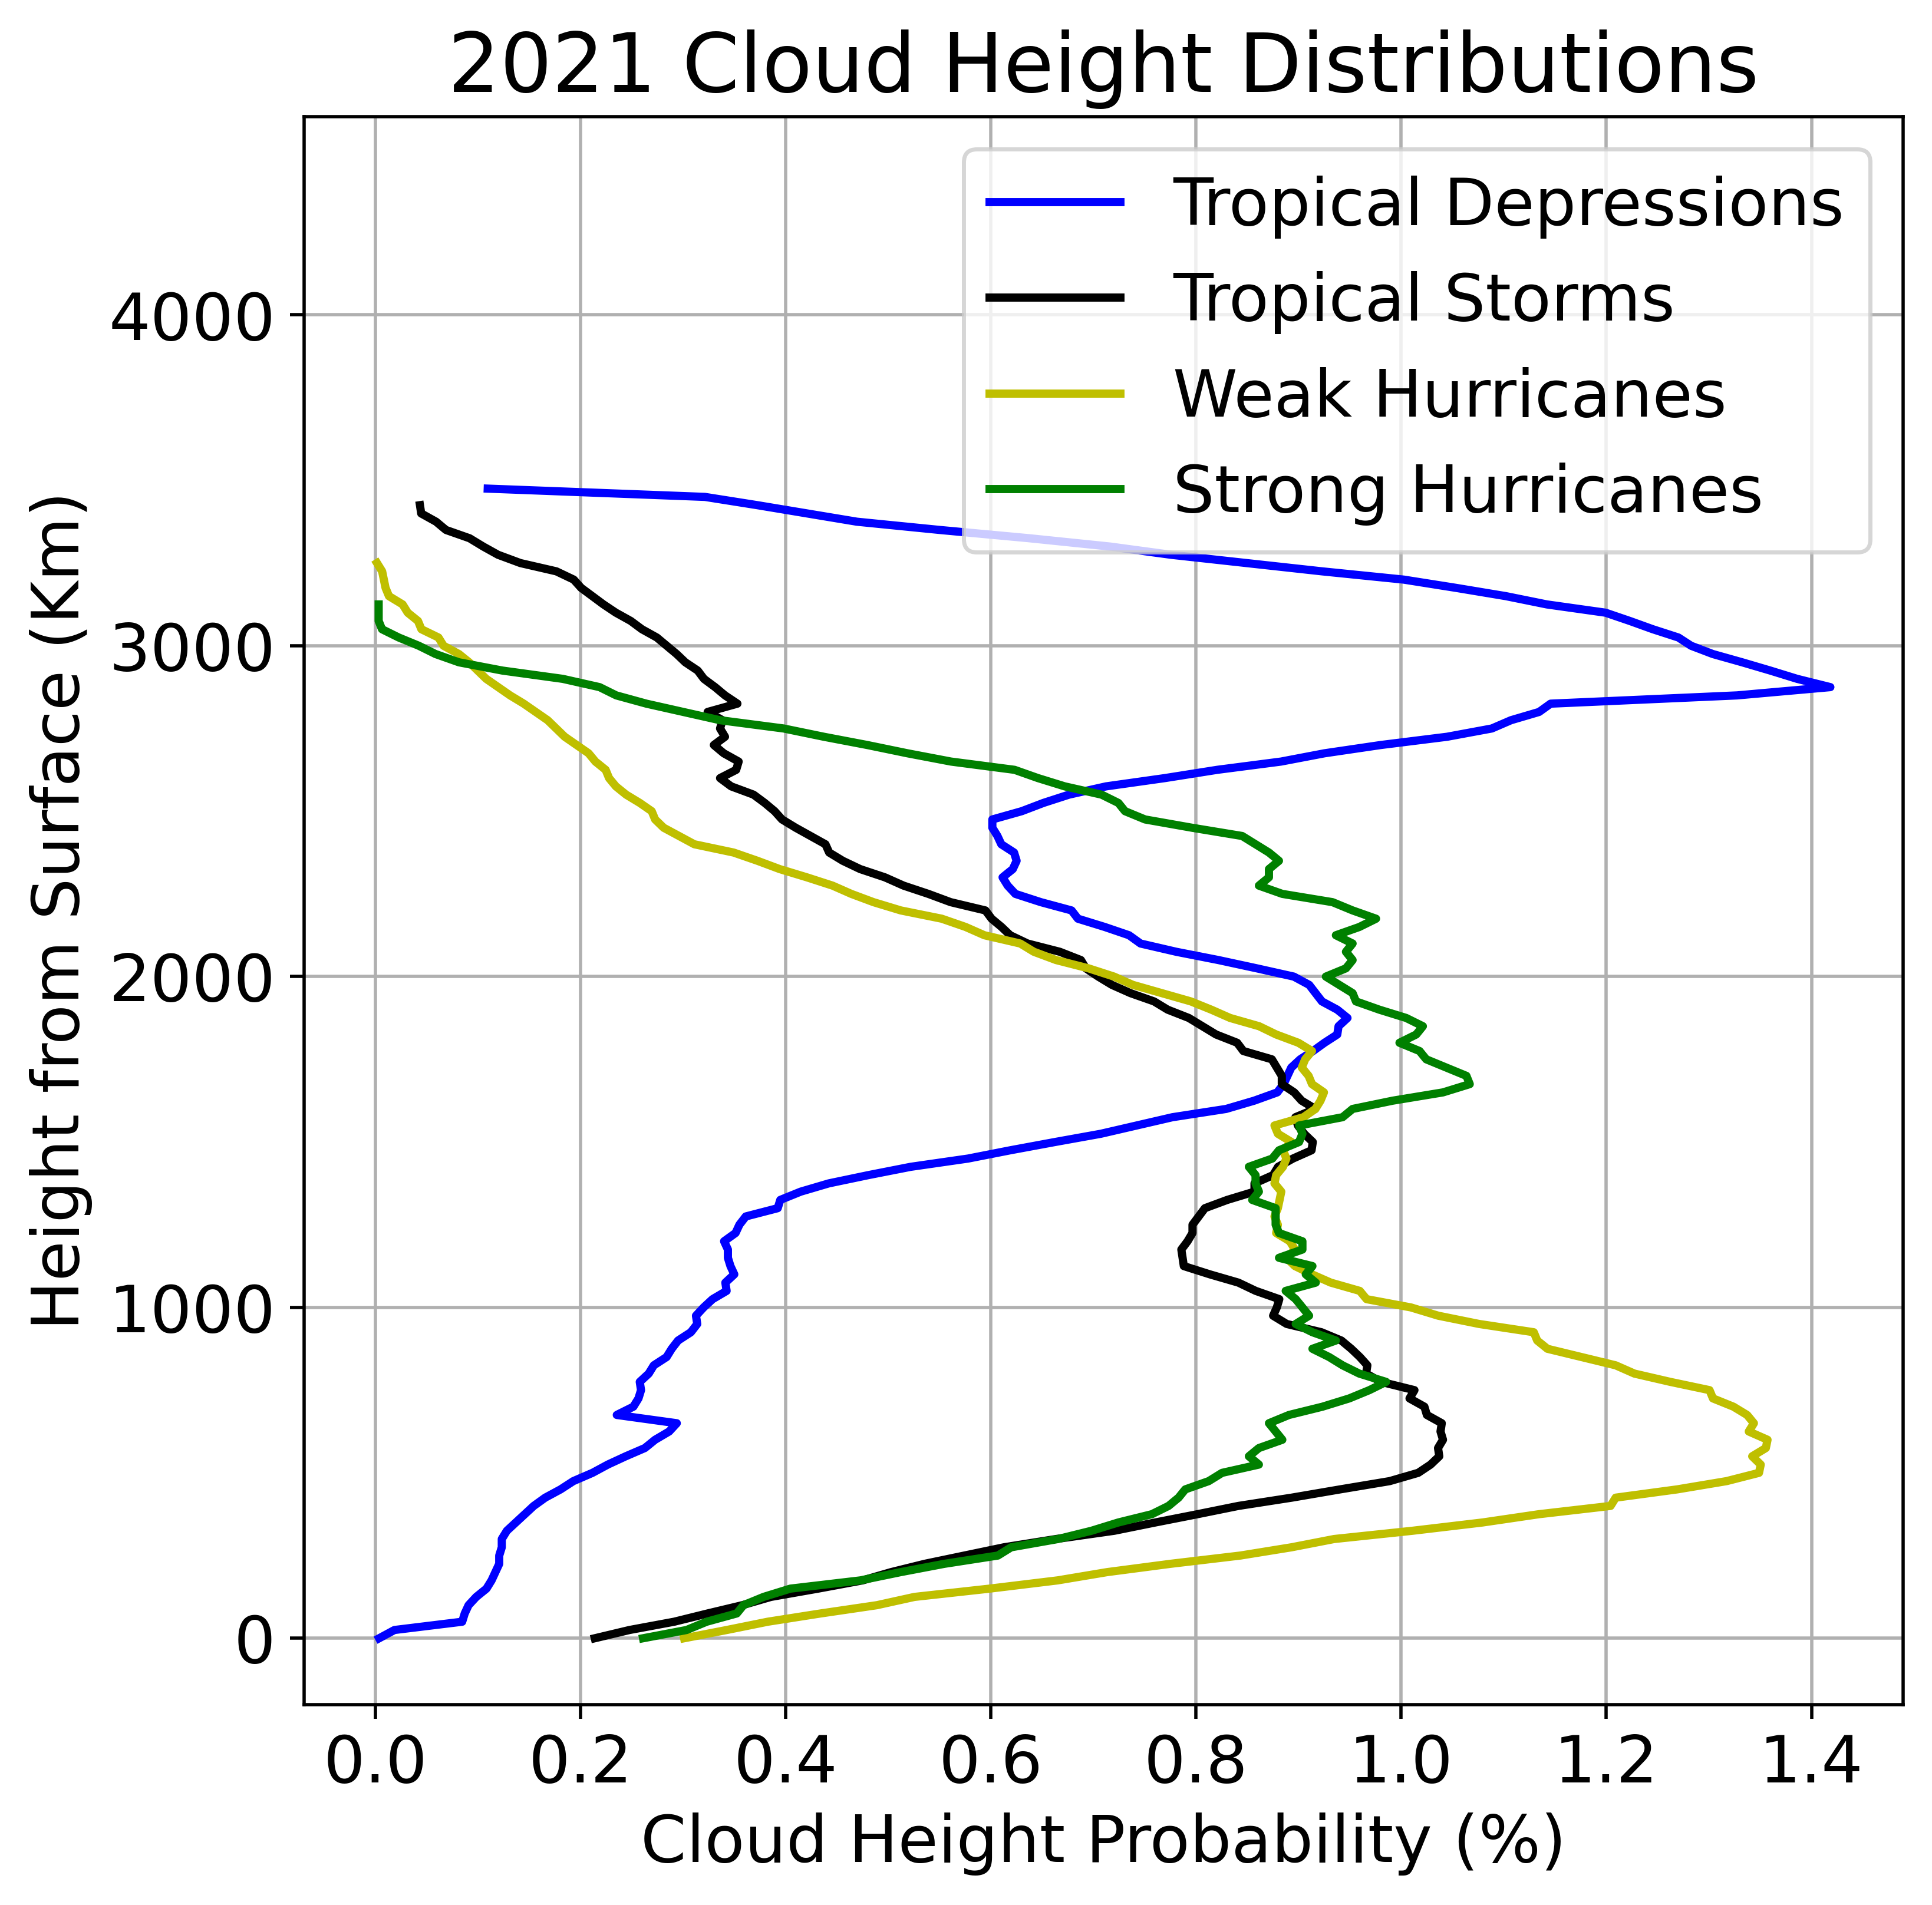 2021 Cloud Height Distributions
Tropical Depressions
Tropical Storms
Weak Hurricanes
Strong Hurricanes
Height from Surface (Km)
4000
3000
2000
1000
0
0.0 0.2 0.4 0.6 0.8 1.0 1.2 1.4
Cloud Height Probability (%)